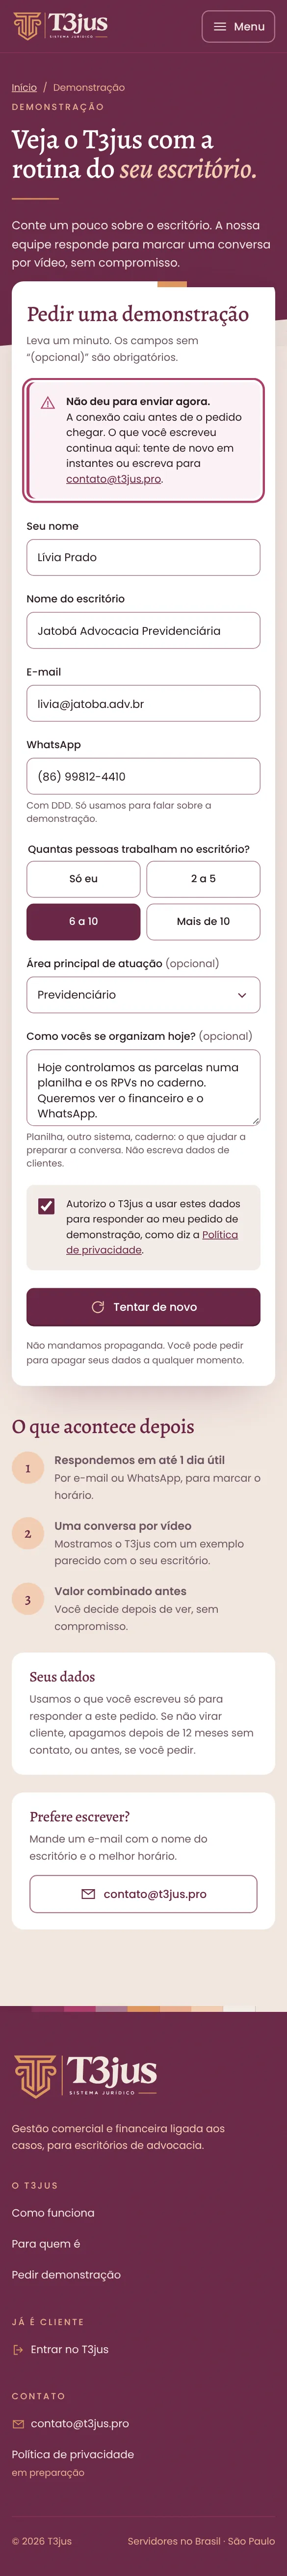 T3jus
SISTEMA JURÍDICO
Menu
Início / Demonstração
DEMONSTRAÇÃO
Veja o T3jus com a
rotina do seu escritório.
Conte um pouco sobre o escritório. A nossa
equipe responde para marcar uma conversa
por vídeo, sem compromisso.
Pedir uma demonstração
Leva um minuto. Os campos sem
“(opcional)” são obrigatórios.
Não deu para enviar agora.
A conexão caiu antes de o pedido
chegar. O que você escreveu
continua aqui: tente de novo em
instantes ou escreva para
contato@t3jus.pro.
Seu nome
Lívia Prado
Nome do escritório
Jatobá Advocacia Previdenciária
E-mail
livia@jatoba.adv.br
WhatsApp
(86) 99812-4410
Com DDD. Só usamos para falar sobre a
demonstração.
Quantas pessoas trabalham no escritório?
Só eu
2 a 5
6 a 10
Mais de 10
Área principal de atuação (opcional)
Previdenciário
Como vocês se organizam hoje? (opcional)
Hoje controlamos as parcelas numa
planilha e os RPVs no caderno.
Queremos ver o financeiro e o
WhatsApp.
Planilha, outro sistema, caderno: o que ajudar a
preparar a conversa. Não escreva dados de
clientes.
Autorizo o T3jus a usar estes dados
para responder ao meu pedido de
demonstração, como diz a Política
de privacidade.
Tentar de novo
Não mandamos propaganda. Você pode pedir
para apagar seus dados a qualquer momento.
O que acontece depois
1
Respondemos em até 1 dia útil
Por e-mail ou WhatsApp, para marcar o
horário.
2
Uma conversa por vídeo
Mostramos o T3jus com um exemplo
parecido com o seu escritório.
3
Valor combinado antes
Você decide depois de ver, sem
compromisso.
Seus dados
Usamos o que você escreveu só para
responder a este pedido. Se não virar
cliente, apagamos depois de 12 meses sem
contato, ou antes, se você pedir.
Prefere escrever?
Mande um e-mail com o nome do
escritório e o melhor horário.
contato@t3jus.pro
T3jus
SISTEMA JURÍDICO
Gestão comercial e financeira ligada aos
casos, para escritórios de advocacia.
O T3JUS
Como funciona
Para quem é
Pedir demonstração
JÁ É CLIENTE
Entrar no T3jus
CONTATO
contato@t3jus.pro
Política de privacidade
em preparação
© 2026 T3jus
Servidores no Brasil · São Paulo